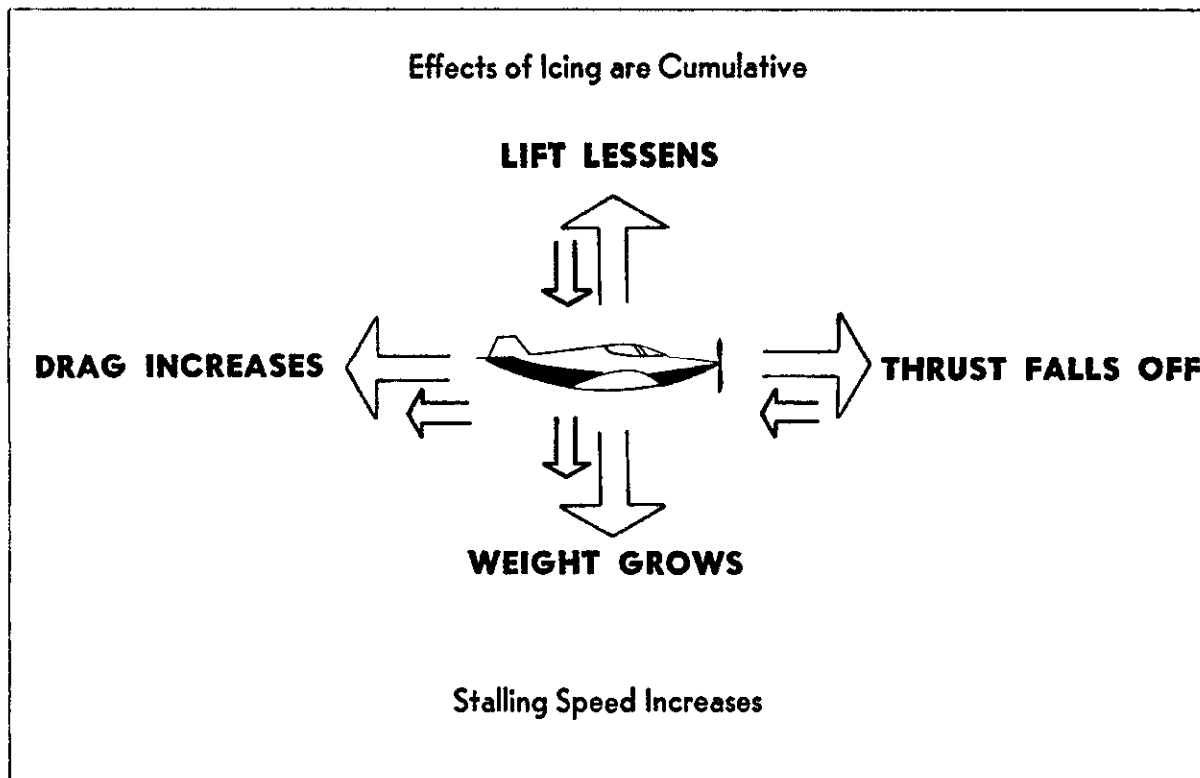 Effects of Icing are Cumulative
LIFT LESSENS
DRAG INCREASES
THRUST FALLS OFF
WEIGHT GROWS
Stalling Speed Increases